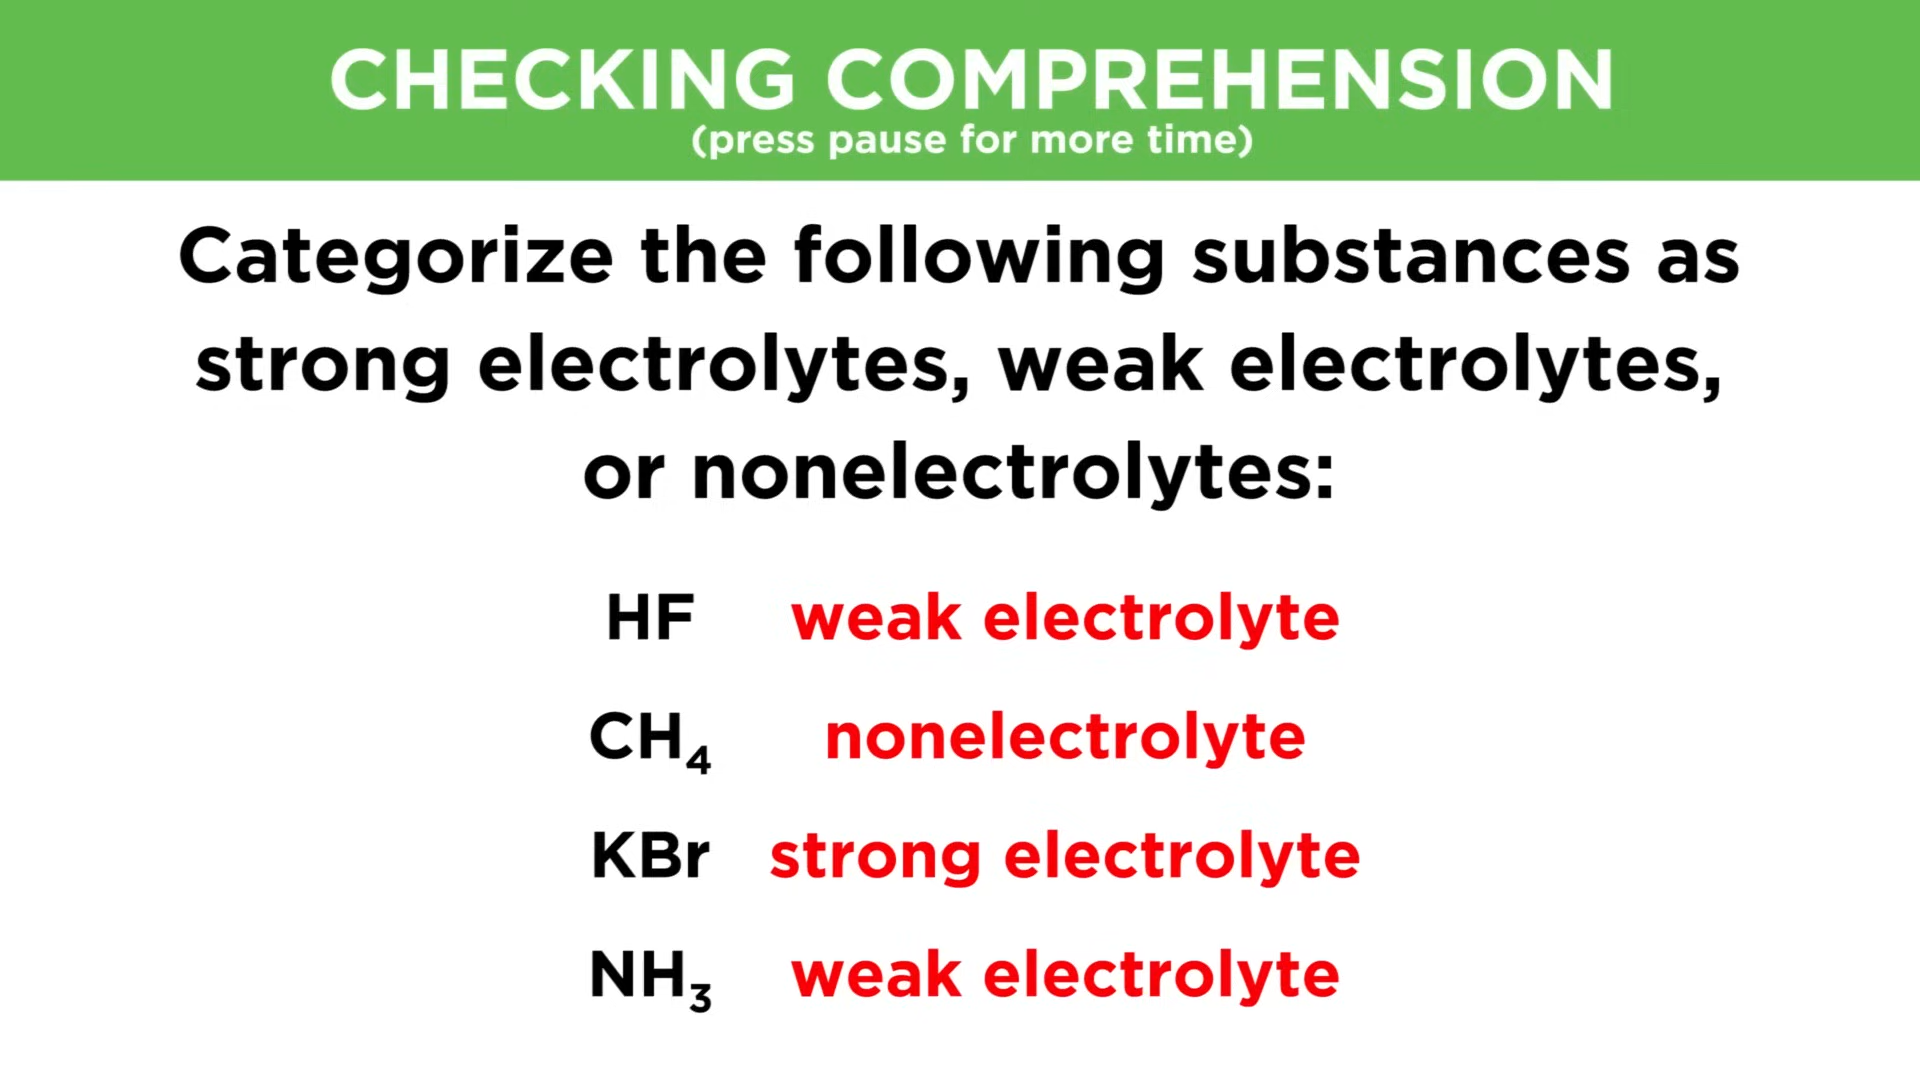 CHECKING COMPREHENSION
(press pause for more time)
Categorize the following substances as
strong electrolytes, weak electrolytes,
or nonelectrolytes:
HF weak electrolyte
CH₄ nonelectrolyte
KBr strong electrolyte
NH₃ weak electrolyte